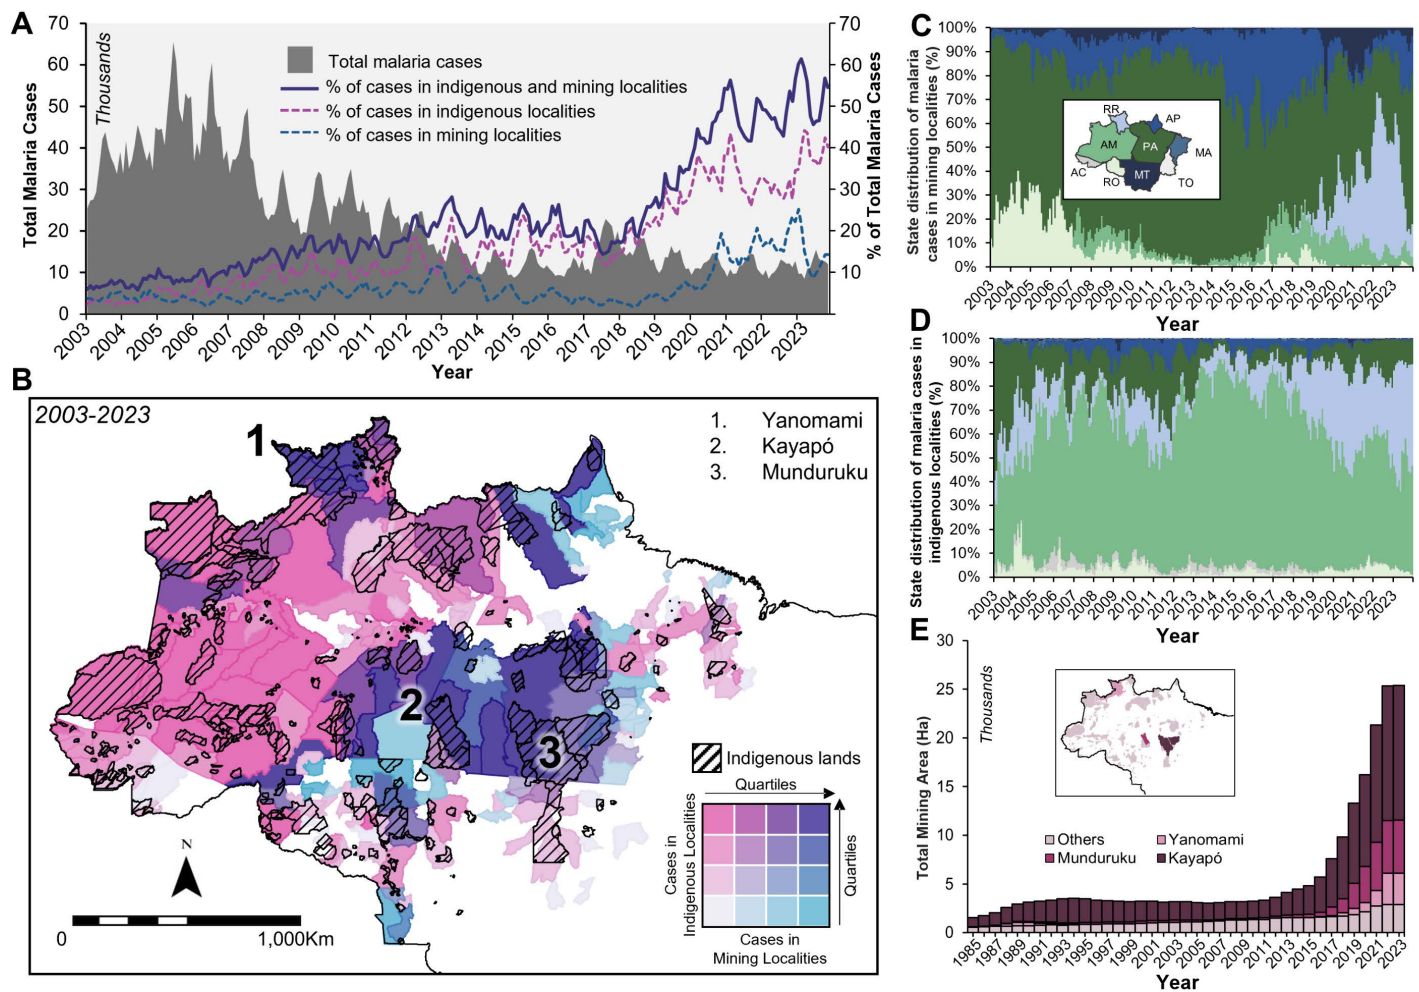 A
Total Malaria Cases
70
60
50
40
30
20
10
0
Thousands
Total malaria cases
% of cases in indigenous and mining localities
% of cases in indigenous localities
% of cases in mining localities
70
60
50
40
30
20
10
% of Total Malaria Cases
2003
2004
2005
2006
2007
2008
2009
2010
2011
2012
2013
2014
2015
2016
2017
2018
2019
2020
2021
2022
2023
Year
B
2003-2023
1. Yanomami
2. Kayapó
3. Munduruku
1
2
3
Indigenous lands
Quartiles
Cases in
Indigenous Localities
Quartiles
Cases in
Mining Localities
N
0
1,000Km
C
State distribution of malaria
cases in mining localities (%)
100%
90%
80%
70%
60%
50%
40%
30%
20%
10%
0%
RR
AP
AM
PA
MA
AC
RO
MT
TO
2003
2004
2005
2006
2007
2008
2009
2010
2011
2012
2013
2014
2015
2016
2017
2018
2019
2020
2021
2022
2023
Year
D
State distribution of malaria cases in
indigenous localities (%)
100%
90%
80%
70%
60%
50%
40%
30%
20%
10%
0%
2003
2004
2005
2006
2007
2008
2009
2010
2011
2012
2013
2014
2015
2016
2017
2018
2019
2020
2021
2022
2023
Year
E
Total Mining Area (Ha)
30
25
20
15
10
5
0
Thousands
Others
Yanomami
Munduruku
Kayapó
1985
1987
1989
1991
1993
1995
1997
1999
2001
2003
2005
2007
2009
2011
2013
2015
2017
2019
2021
2023
Year